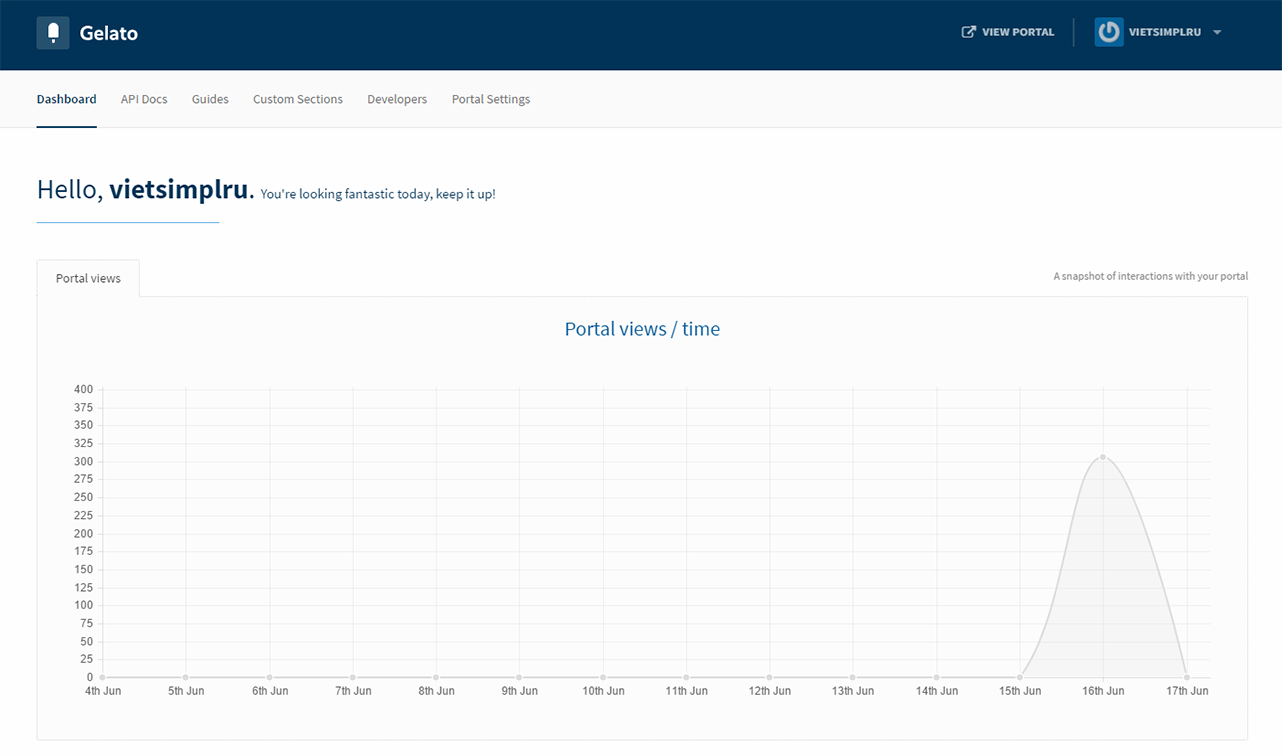 Gelato
VIEW PORTAL
VIETSIMPLRU
Dashboard API Docs Guides Custom Sections Developers Portal Settings
Hello, vietsimplru. You're looking fantastic today, keep it up!
Portal views
A snapshot of interactions with your portal
Portal views / time
400
375
350
325
300
275
250
225
200
175
150
125
100
75
50
25
0
4th Jun 5th Jun 6th Jun 7th Jun 8th Jun 9th Jun 10th Jun 11th Jun 12th Jun 13th Jun 14th Jun 15th Jun 16th Jun 17th Jun